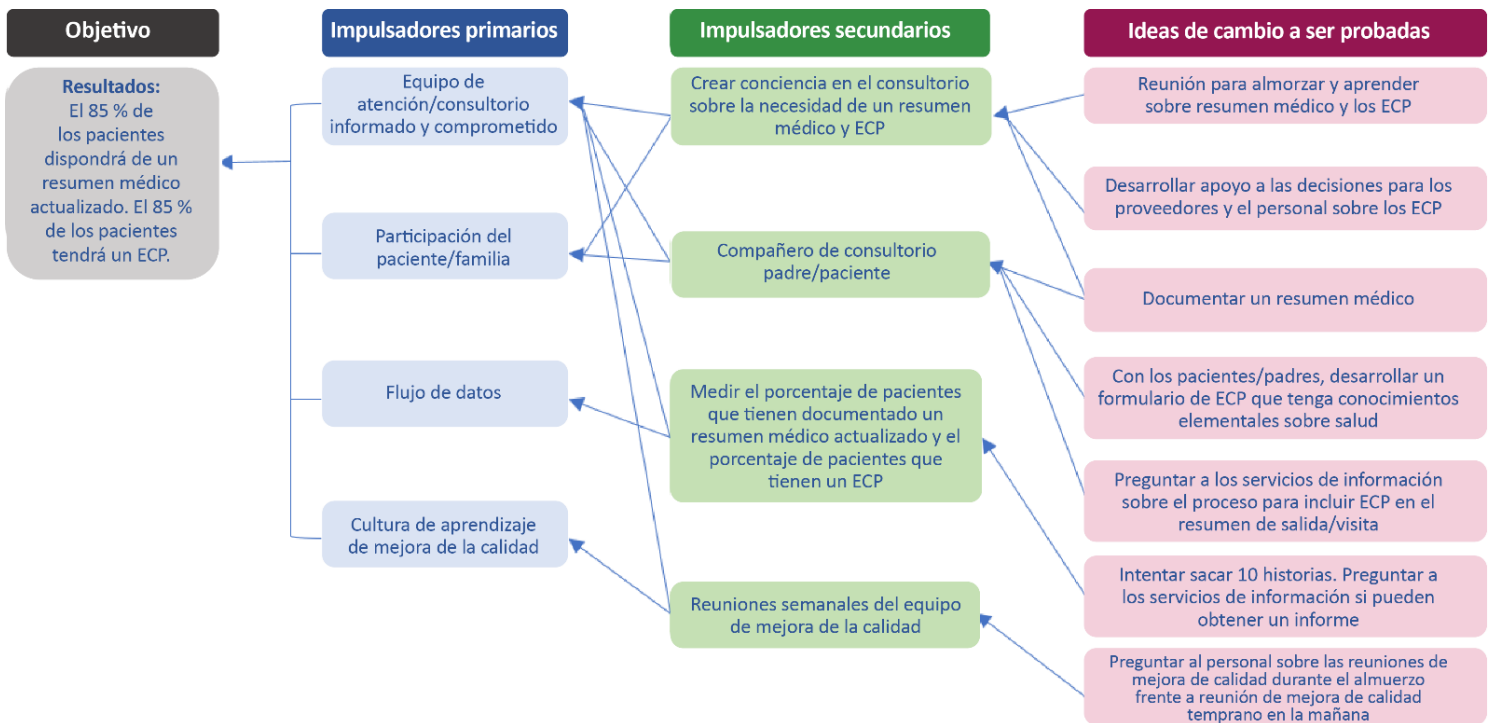 Objetivo
Resultados:
El 85 % de
los pacientes
dispondrá de un
resumen médico
actualizado. El 85 %
de los pacientes
tendrá un ECP.
Impulsadores primarios
Equipo de
atención/consultorio
informado y comprometido
Participación del
paciente/familia
Flujo de datos
Cultura de aprendizaje
de mejora de la calidad
Impulsadores secundarios
Crear conciencia en el consultorio
sobre la necesidad de un resumen
médico y ECP
Compañero de consultorio
padre/paciente
Medir el porcentaje de pacientes
que tienen documentado un
resumen médico actualizado y el
porcentaje de pacientes que
tienen un ECP
Reuniones semanales del equipo
de mejora de la calidad
Ideas de cambio a ser probadas
Reunión para almorzar y aprender
sobre resumen médico y los ECP
Desarrollar apoyo a las decisiones para los
proveedores y el personal sobre los ECP
Documentar un resumen médico
Con los pacientes/padres, desarrollar un
formulario de ECP que tenga conocimientos
elementales sobre salud
Preguntar a los servicios de información
sobre el proceso para incluir ECP en el
resumen de salida/visita
Intentar sacar 10 historias. Preguntar a
los servicios de información si pueden
obtener un informe
Preguntar al personal sobre las reuniones de
mejora de calidad durante el almuerzo
frente a reunión de mejora de calidad
temprano en la mañana